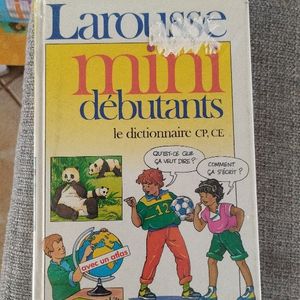 Larousse
mini
débutants
le dictionnaire CP, CE
QU'EST-CE QUE
ÇA VEUT DIRE?
COMMENT
ÇA S'ÉCRIT?
12
avec un atlas